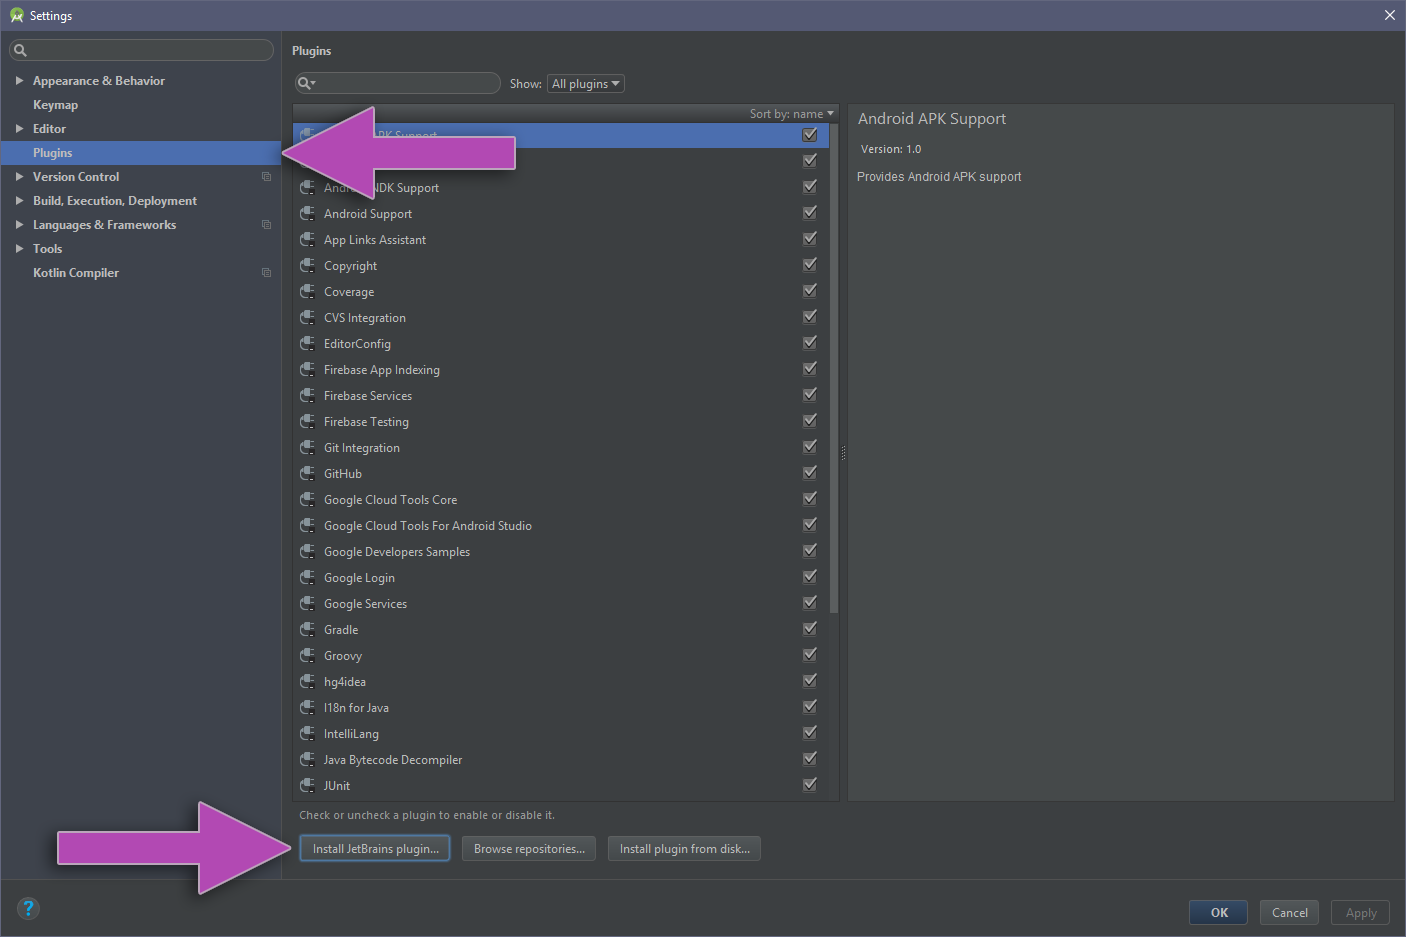 Settings
Appearance & Behavior
Keymap
Editor
Plugins
Version Control
Build, Execution, Deployment
Languages & Frameworks
Tools
Kotlin Compiler
Plugins
Show: All plugins
Sort by: name
APK Support
NDK Support
Android Support
App Links Assistant
Copyright
Coverage
CVS Integration
EditorConfig
Firebase App Indexing
Firebase Services
Firebase Testing
Git Integration
GitHub
Google Cloud Tools Core
Google Cloud Tools For Android Studio
Google Developers Samples
Google Login
Google Services
Gradle
Groovy
hg4idea
I18n for Java
IntelliLang
Java Bytecode Decompiler
JUnit
Check or uncheck a plugin to enable or disable it.
Install JetBrains plugin... Browse repositories... Install plugin from disk...
Android APK Support
Version: 1.0
Provides Android APK support
?
OK Cancel Apply